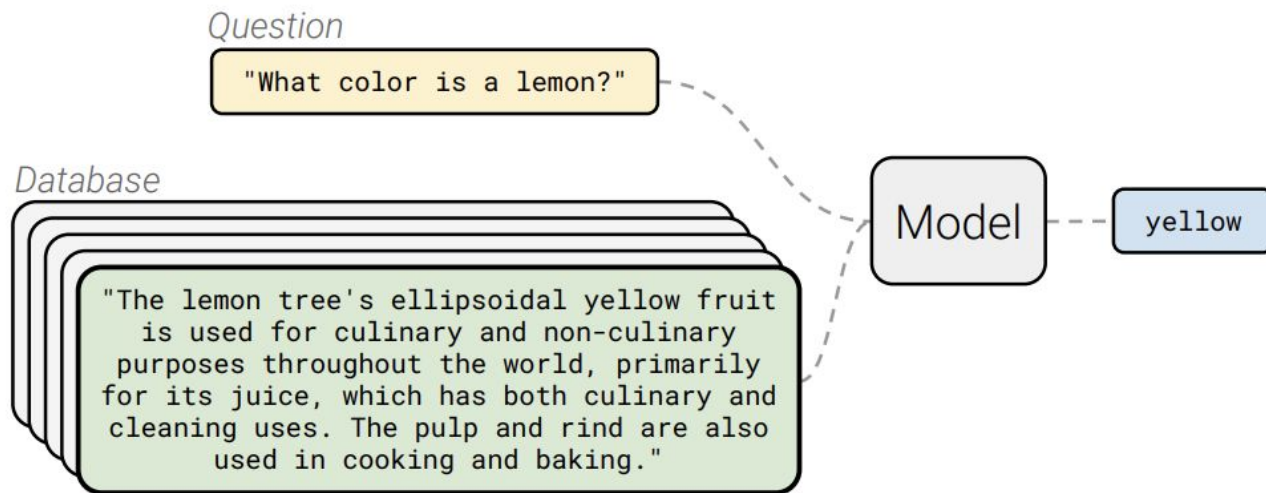 Question
"What color is a lemon?"
Database
"The lemon tree's ellipsoidal yellow fruit
is used for culinary and non-culinary
purposes throughout the world, primarily
for its juice, which has both culinary and
cleaning uses. The pulp and rind are also
used in cooking and baking."
Model
yellow